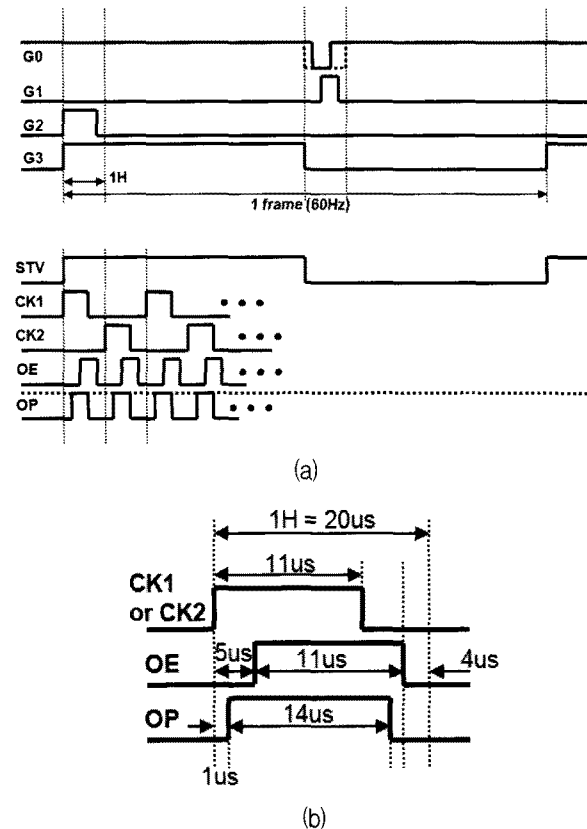 G0
G1
G2
G3
1H
1 frame (60Hz)
STV
CK1
CK2
OE
OP
(a)
1H = 20us
11us
CK1
or CK2
5us
11us
4us
OE
14us
OP
1us
(b)